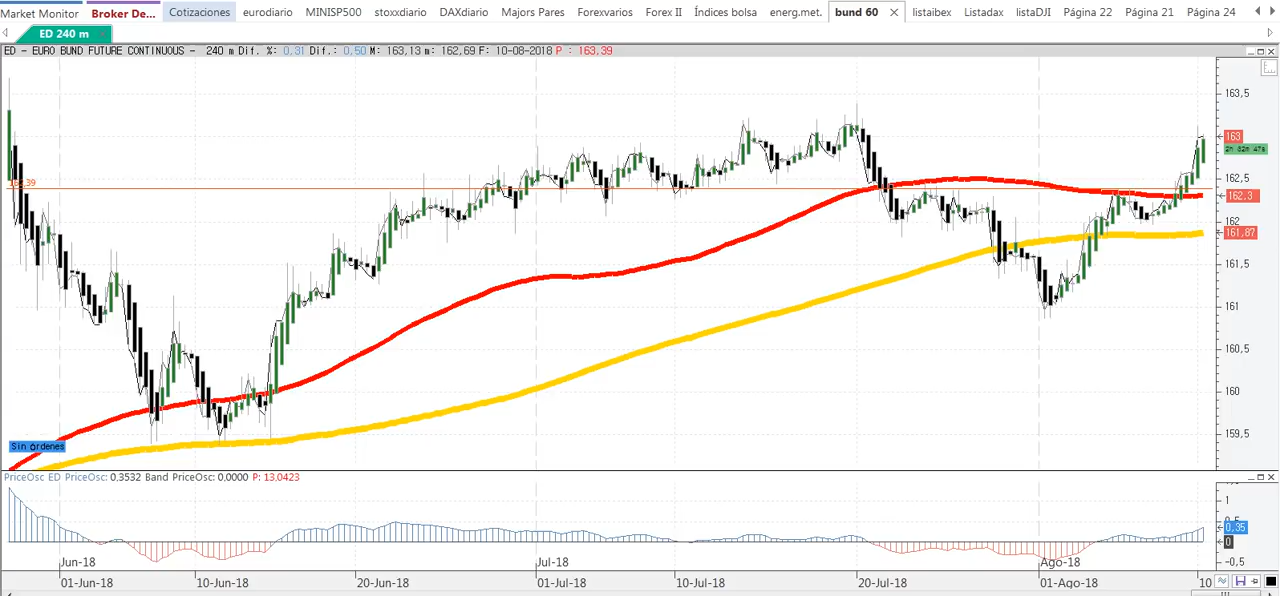 Market Monitor Broker De... Cotizaciones eurodiario MINISP500 stoxxdiario DAXdiario Majors Pares Forexvarios Forex II Índices bolsa energ.met. bund 60 listaibex Listadax listaDJI Página 22 Página 21 Página 24
ED 240 m
ED - EURO BUND FUTURE CONTINUOUS - 240 m Dif. %: 0,31 Dif.: 0,50 M: 163,13 m: 162,69 F: 10-08-2018 P : 163,39
163,5
163
2h 32m 47s
162,5
162,3
162
161,87
161,5
161
160,5
160
159,5
Sin órdenes
PriceOsc ED PriceOsc: 0,3532 Band PriceOsc: 0,0000 P: 13,0423
1
0,5
0,35
0
-0,5
Jun-18 Jul-18 Ago-18
01-Jun-18 10-Jun-18 20-Jun-18 01-Jul-18 10-Jul-18 20-Jul-18 01-Ago-18 10